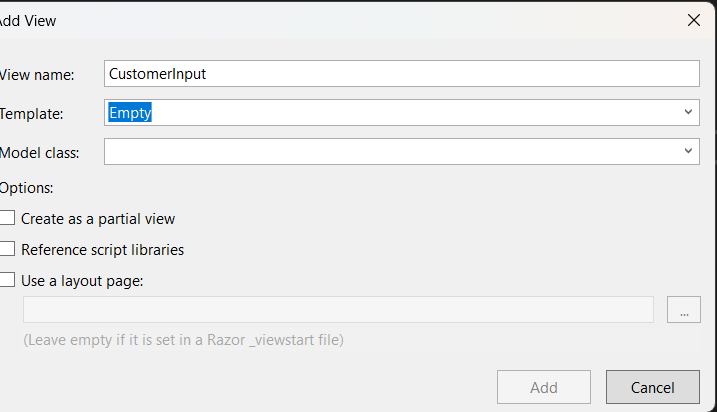 Add View
View name: CustomerInput
Template: Empty
Model class:
Options:
Create as a partial view
Reference script libraries
Use a layout page:
...
(Leave empty if it is set in a Razor _viewstart file)
Add Cancel